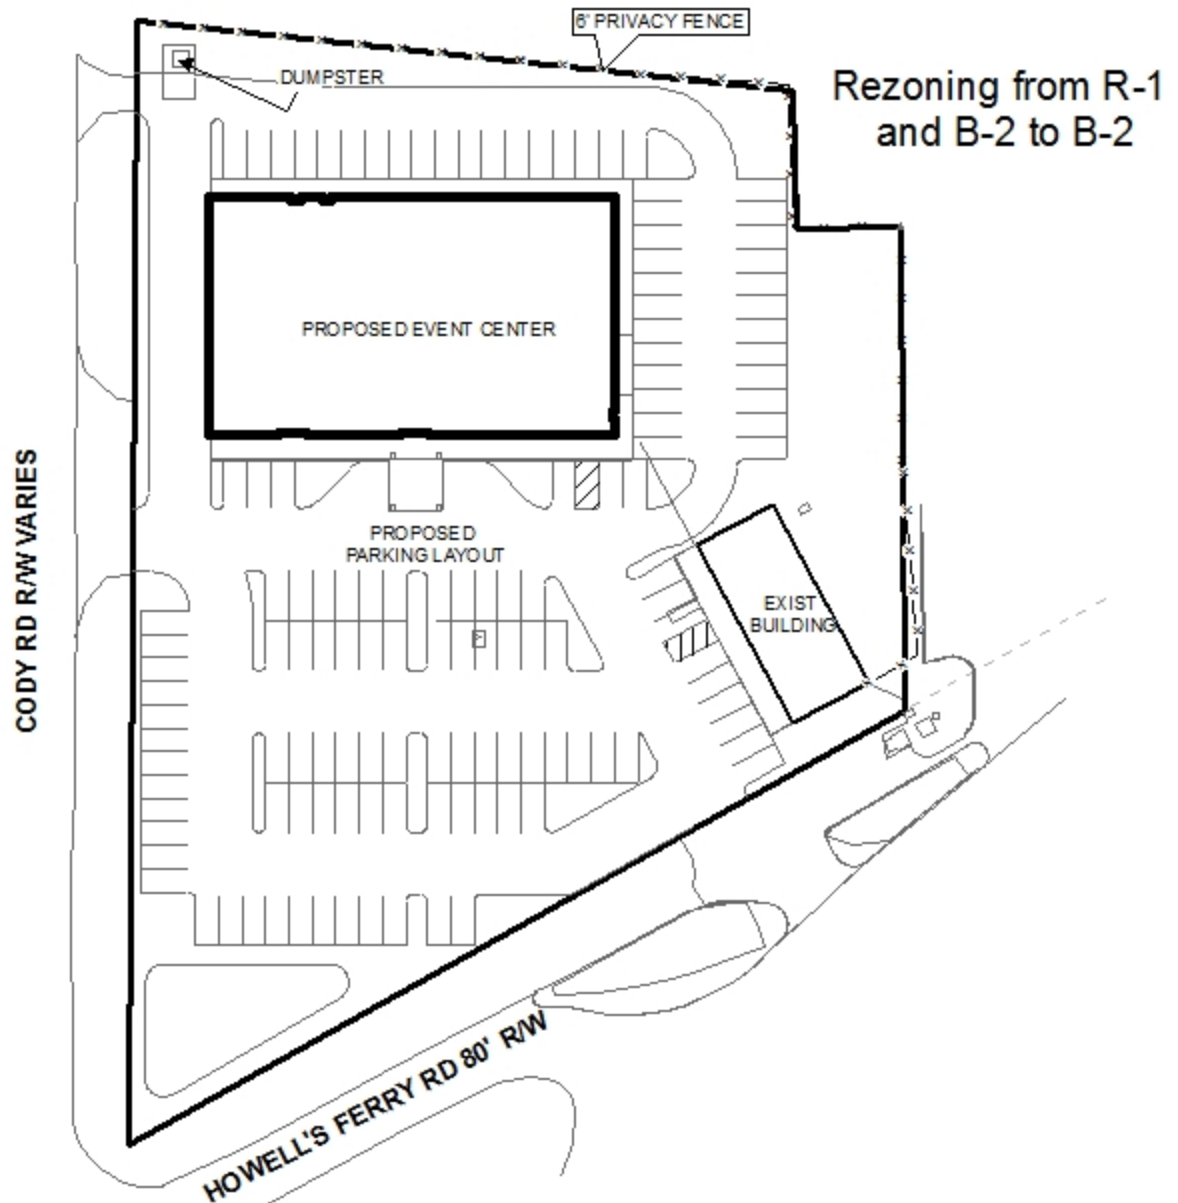 6' PRIVACY FENCE
DUMPSTER
Rezoning from R-1
and B-2 to B-2
PROPOSED EVENT CENTER
PROPOSED
PARKING LAYOUT
EXIST
BUILDING
CODY RD R/W VARIES
HOWELL'S FERRY RD 80' R/W